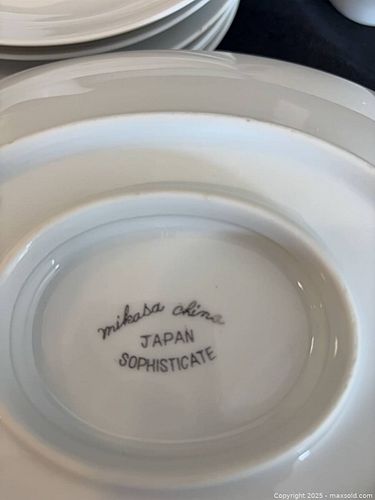 mikasa china
JAPAN
SOPHISTICATE
Copyright 2025 - maxsold.com